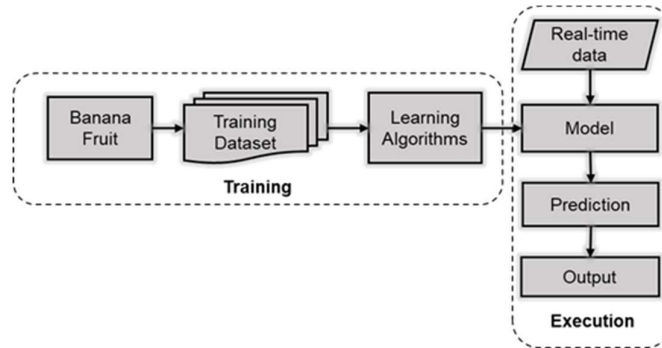 Real-time
data
Banana
Fruit
Training
Dataset
Learning
Algorithms
Model
Training
Prediction
Output
Execution